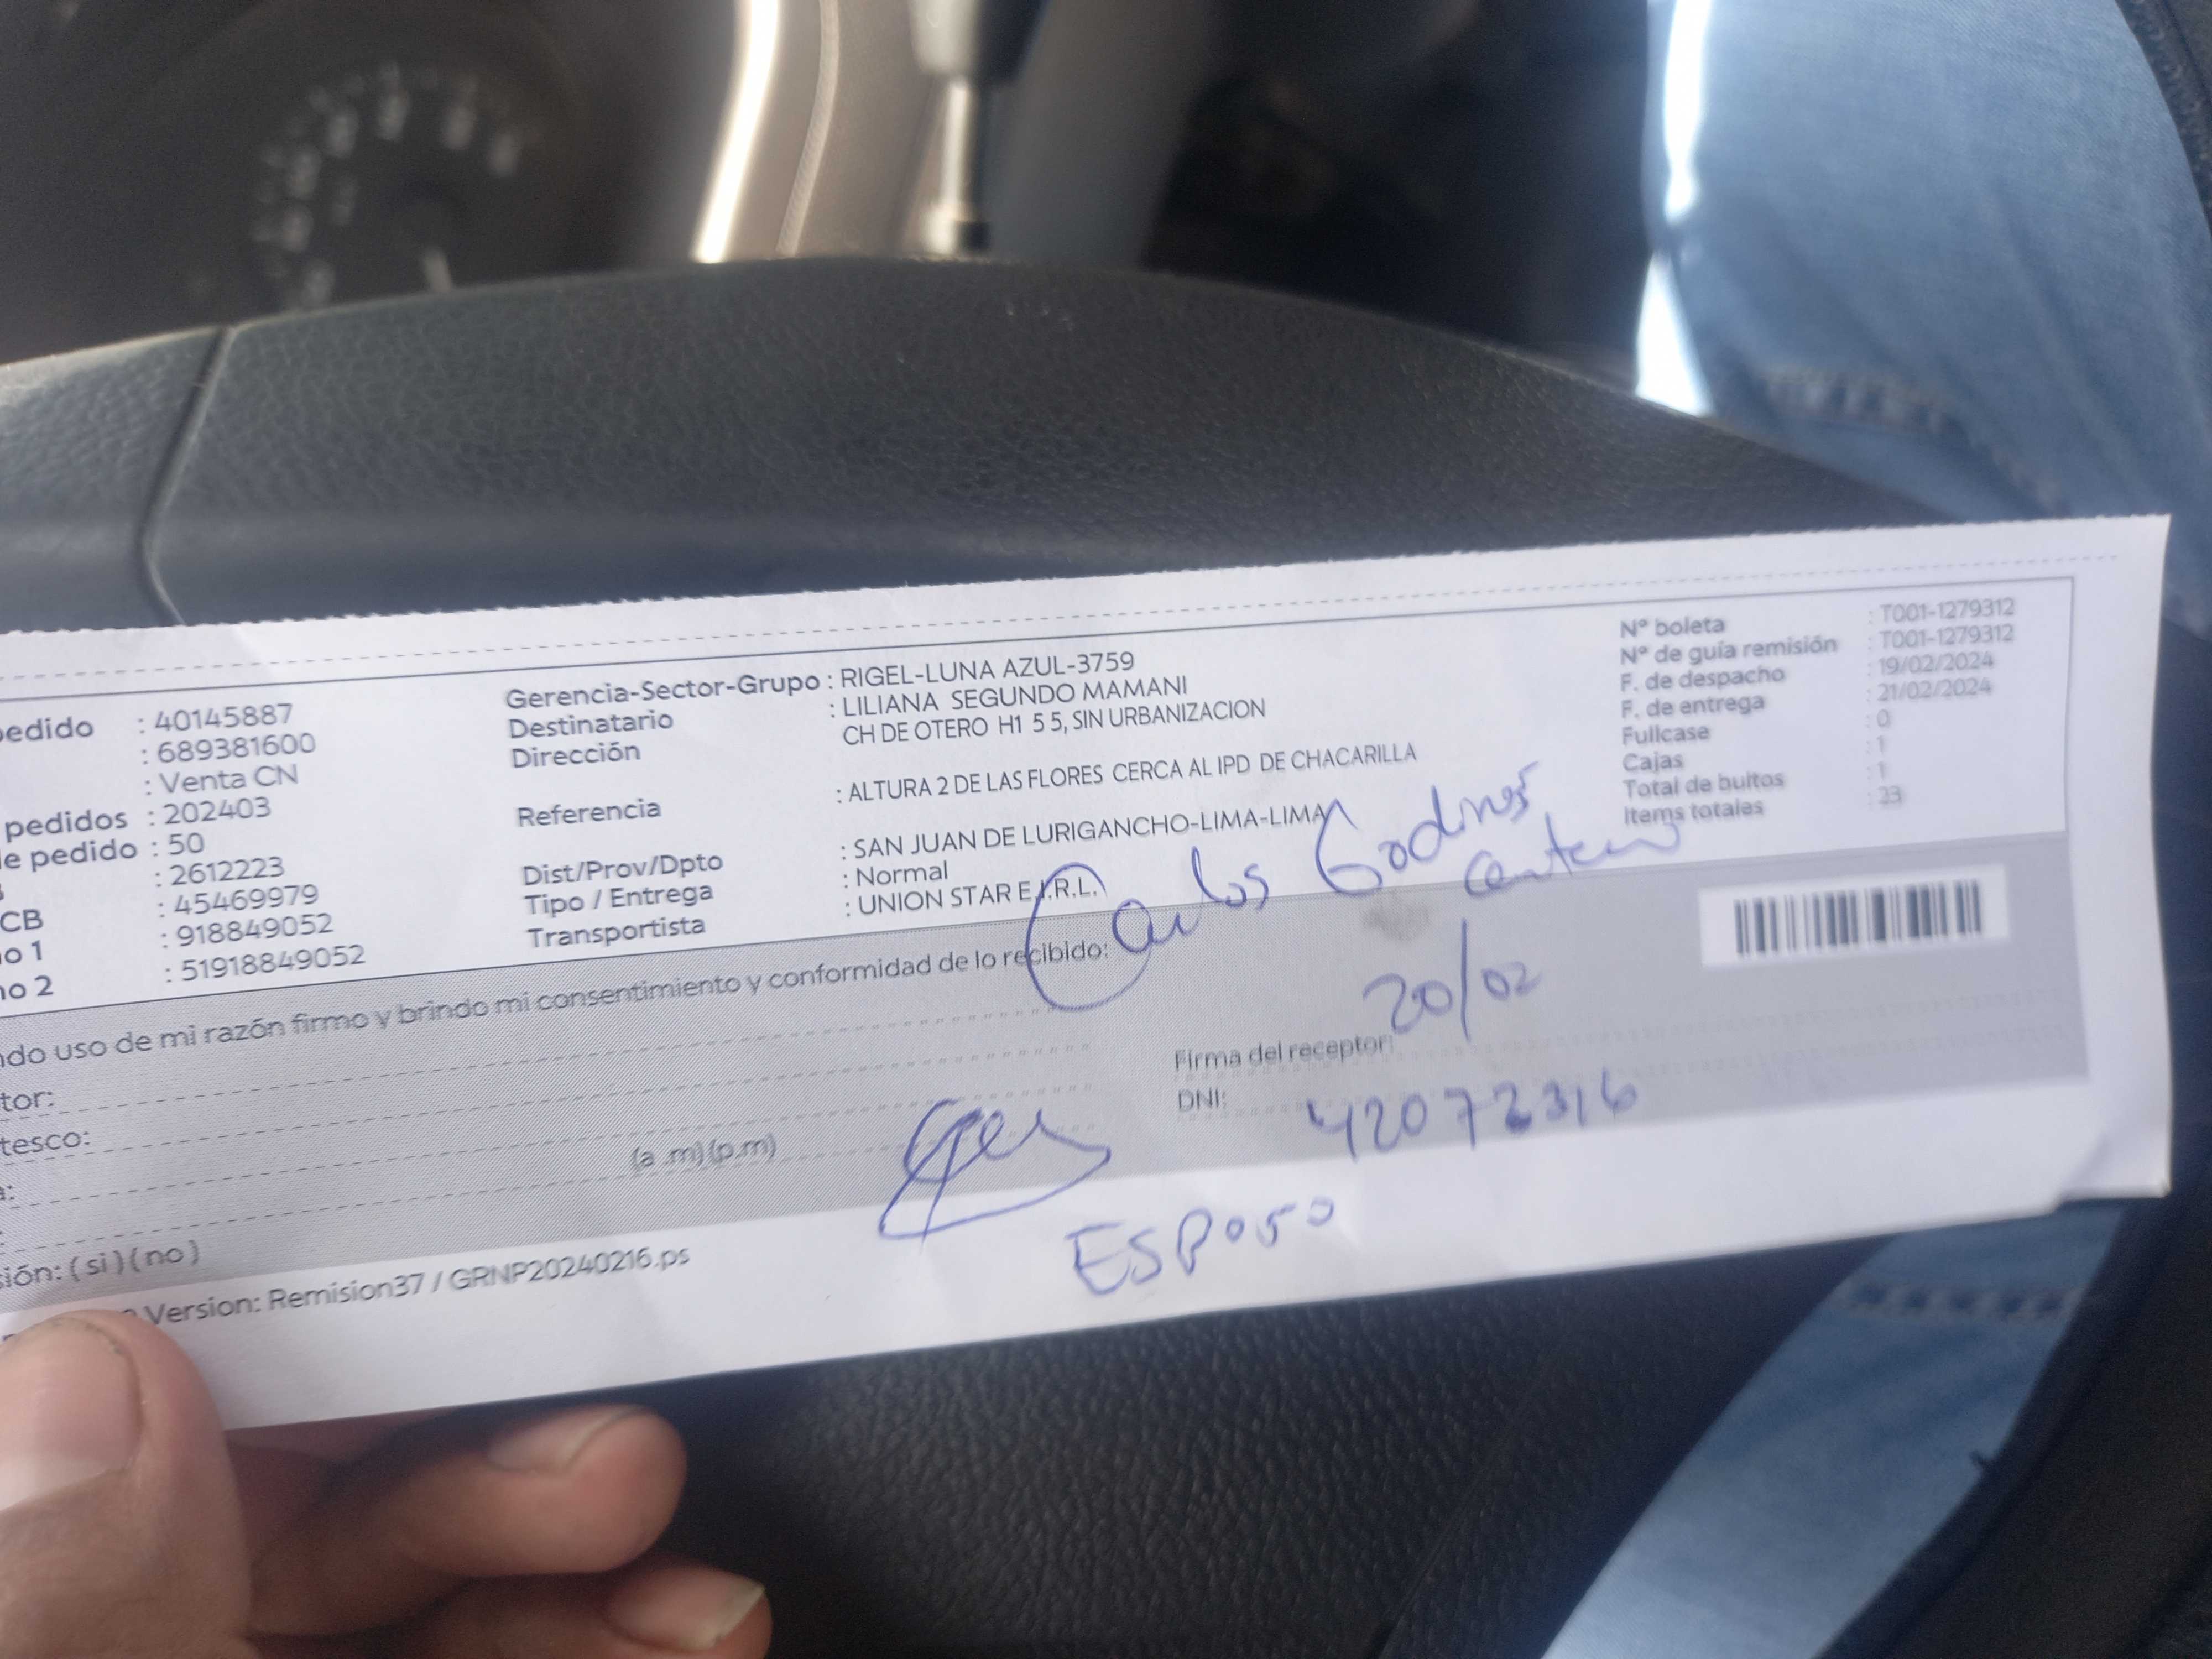 pedido : 40145887
: 689381600
: Venta CN
pedidos : 202403
e pedido : 50
: 2612223
CB : 45469979
no 1 : 918849052
no 2 : 51918849052
Gerencia-Sector-Grupo : RIGEL-LUNA AZUL-3759
Destinatario : LILIANA SEGUNDO MAMANI
Dirección CH DE OTERO H1 5 5, SIN URBANIZACION
Referencia : ALTURA 2 DE LAS FLORES CERCA AL IPD DE CHACARILLA
Dist/Prov/Dpto : SAN JUAN DE LURIGANCHO-LIMA-LIMA
Tipo / Entrega : Normal
Transportista : UNION STAR E.I.R.L.
N° boleta : T001-1279312
N° de guía remisión : T001-1279312
F. de despacho : 19/02/2024
F. de entrega : 21/02/2024
Fullcase : 0
Cajas : 1
Total de bultos : 1
Items totales : 23
Carlos Godines
Centeno
ndo uso de mi razón firmo y brindo mi consentimiento y conformidad de lo recibido:
20/02
tor:
Firma del receptor:
tesco:
DNI: 42072316
a:
(a .m)(p.m)
ESPOSO
sión: ( si ) ( no )
Version: Remision37 / GRNP20240216.ps